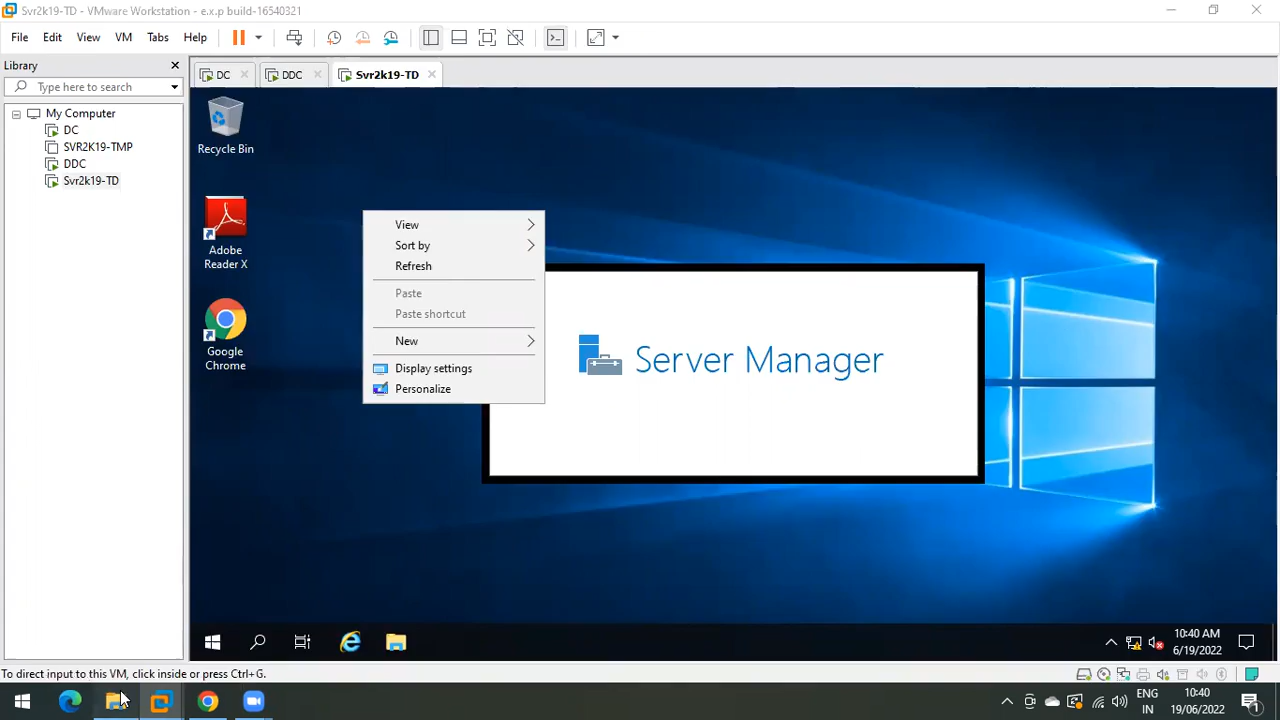 Svr2k19-TD - VMware Workstation - e.x.p build-16540321
File Edit View VM Tabs Help
Library
Type here to search
My Computer
DC
SVR2K19-TMP
DDC
Svr2k19-TD
DC
DDC
Svr2k19-TD
Recycle Bin
Adobe
Reader X
Google
Chrome
View
Sort by
Refresh
Paste
Paste shortcut
New
Display settings
Personalize
Server Manager
10:40 AM
6/19/2022
To direct input to this VM, click inside or press Ctrl+G.
ENG
IN
10:40
19/06/2022
1